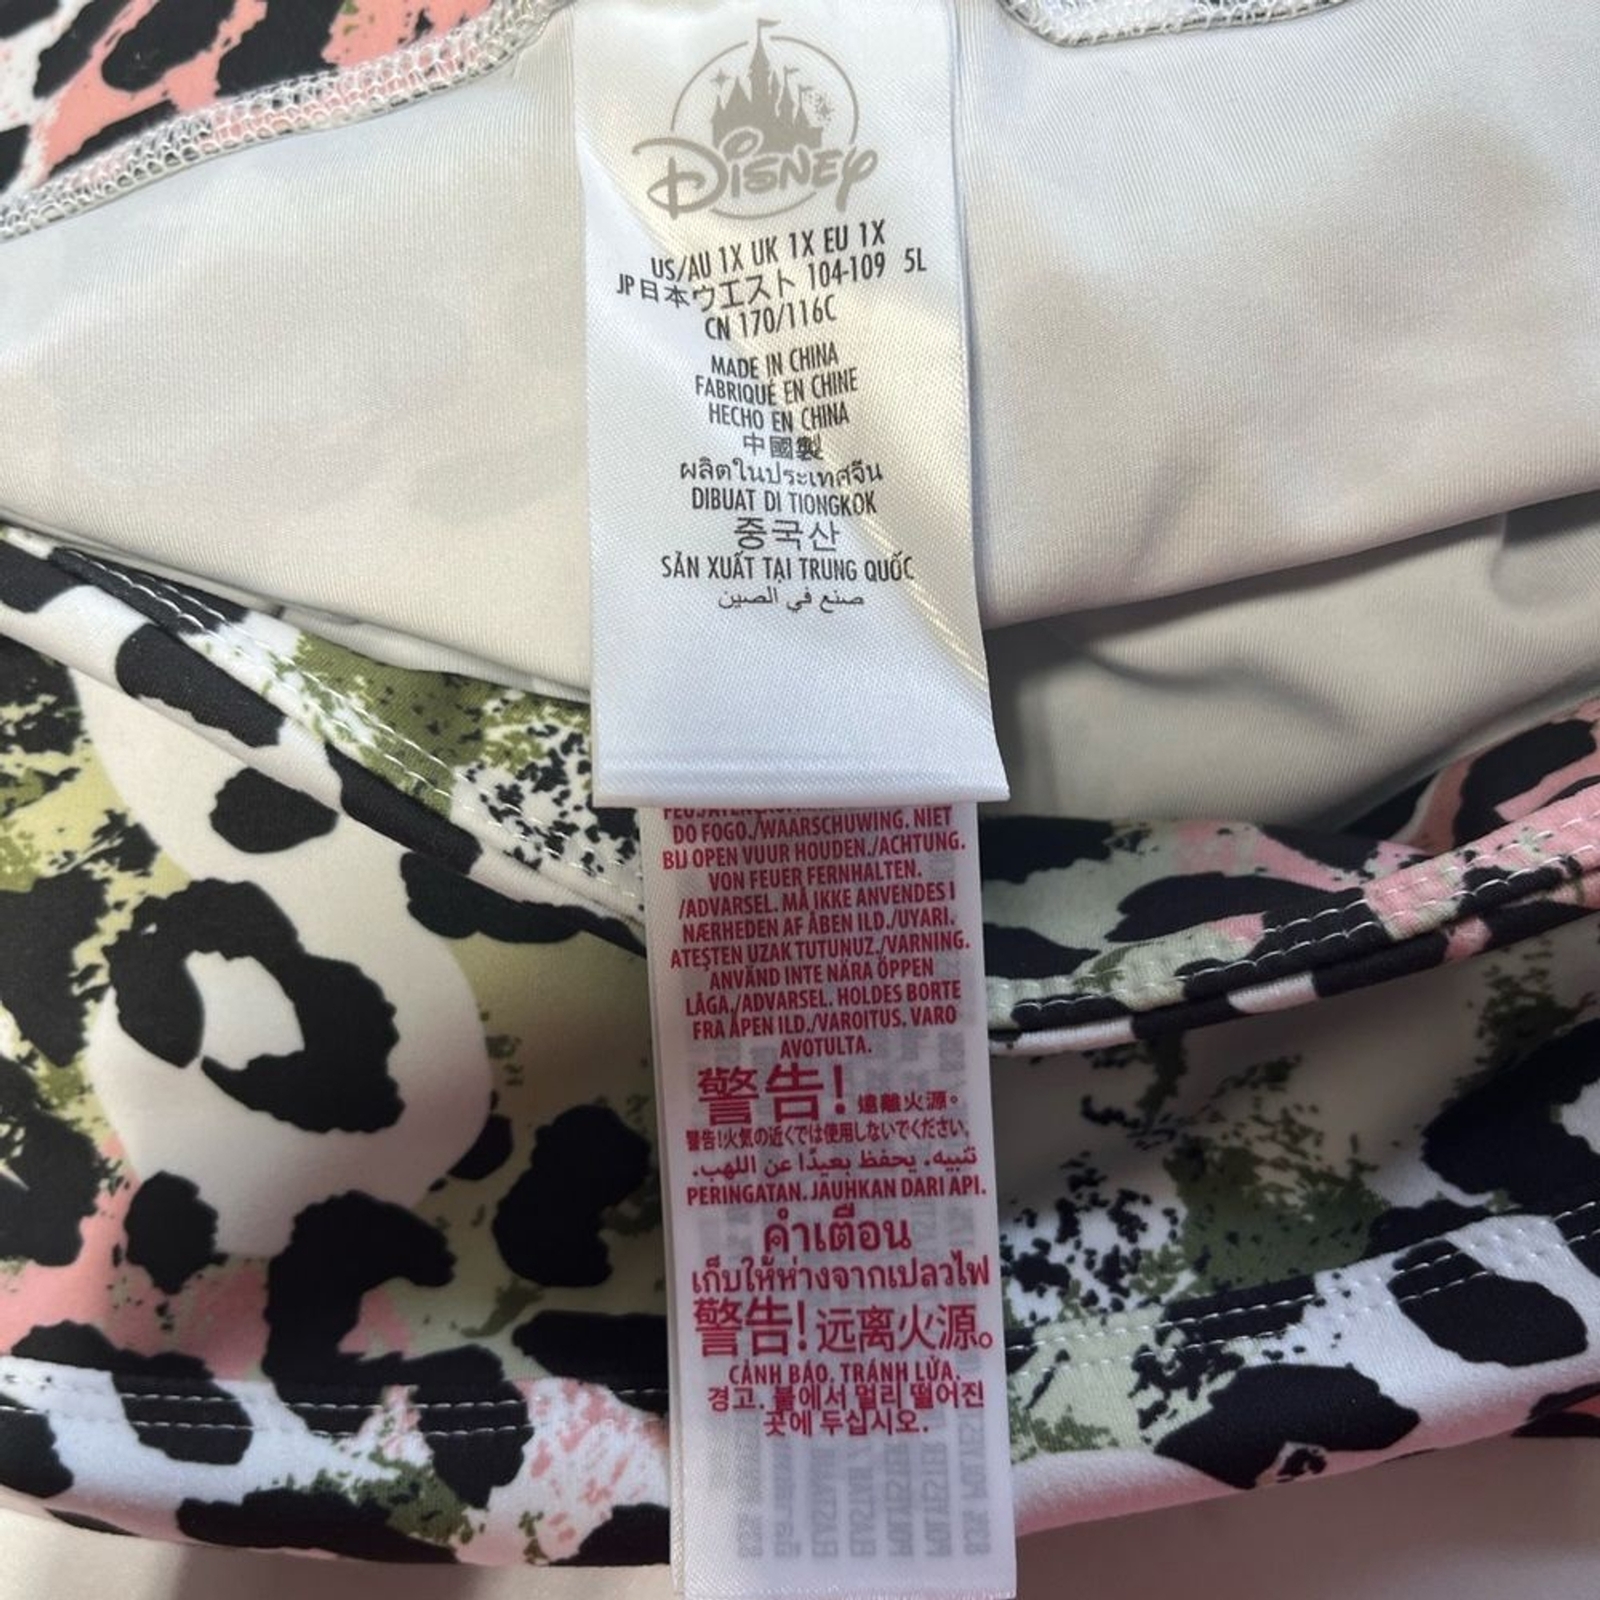 DISNEY
US/AU 1X UK 1X EU 1X
JP日本ウエスト 104-109 5L
CN 170/116C
MADE IN CHINA
FABRIQUÉ EN CHINE
HECHO EN CHINA
中國製
ผลิตในประเทศจีน
DIBUAT DI TIONGKOK
중국산
SẢN XUẤT TẠI TRUNG QUỐC
صنع في الصين
DO FOGO./WAARSCHUWING. NIET
BIJ OPEN VUUR HOUDEN./ACHTUNG.
VON FEUER FERNHALTEN.
/ADVARSEL. MÅ IKKE ANVENDES I
NÆRHEDEN AF ÅBEN ILD./UYARI.
ATEŞTEN UZAK TUTUNUZ./VARNING.
ANVÄND INTE NÄRA ÖPPEN
LÅGA./ADVARSEL. HOLDES BORTE
FRA ÅPEN ILD./VAROITUS. VARO
AVOTULTA.
警告! 遠離火源。
警告!火気の近くでは使用しないでください。
تنبيه. يحفظ بعيدًا عن اللهب.
PERINGATAN. JAUHKAN DARI API.
คำเตือน
เก็บให้ห่างจากเปลวไฟ
警告! 远离火源。
CẢNH BÁO. TRÁNH LỬA.
경고. 불에서 멀리 떨어진
곳에 두십시오.